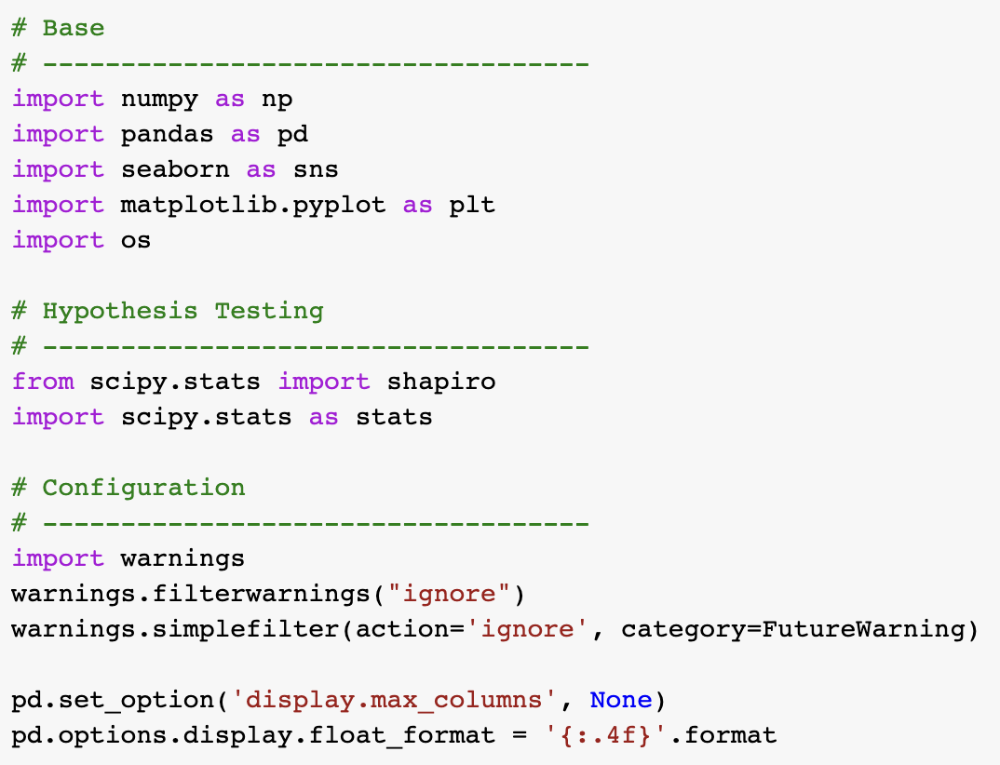 # Base
# -----------------------------------
import numpy as np
import pandas as pd
import seaborn as sns
import matplotlib.pyplot as plt
import os
# Hypothesis Testing
# -----------------------------------
from scipy.stats import shapiro
import scipy.stats as stats
# Configuration
# -----------------------------------
import warnings
warnings.filterwarnings("ignore")
warnings.simplefilter(action='ignore', category=FutureWarning)
pd.set_option('display.max_columns', None)
pd.options.display.float_format = '{:.4f}'.format